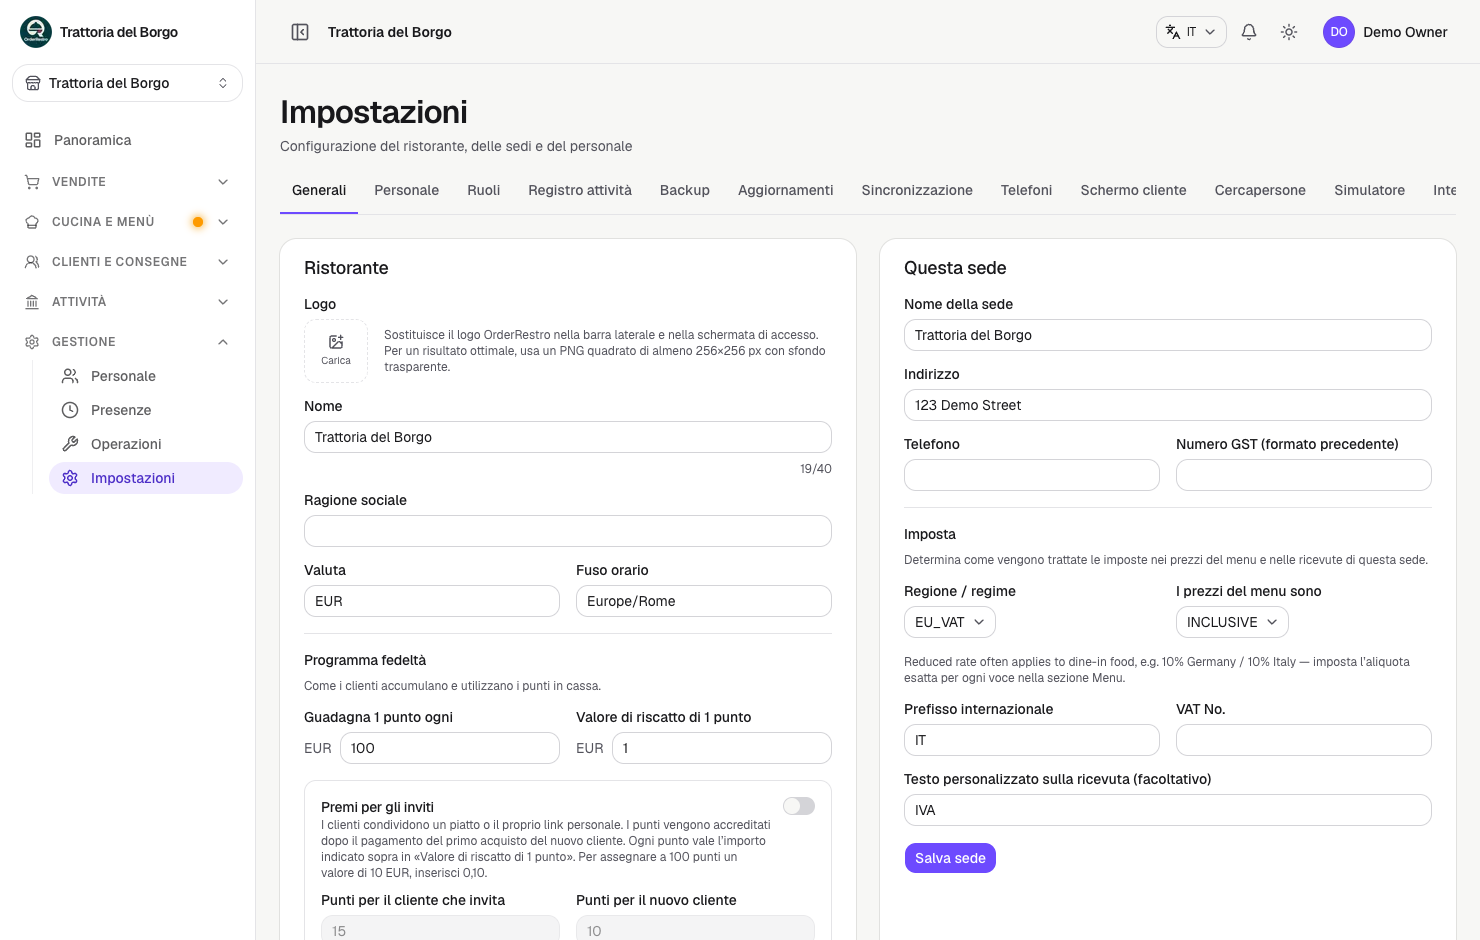 Trattoria del Borgo
Trattoria del Borgo
Panoramica
VENDITE
CUCINA E MENÙ
CLIENTI E CONSEGNE
ATTIVITÀ
GESTIONE
Personale
Presenze
Operazioni
Impostazioni
Trattoria del Borgo
IT
DO
Demo Owner
Impostazioni
Configurazione del ristorante, delle sedi e del personale
Generali Personale Ruoli Registro attività Backup Aggiornamenti Sincronizzazione Telefoni Schermo cliente Cercapersone Simulatore Inte
Ristorante
Logo
Carica
Sostituisce il logo OrderRestro nella barra laterale e nella schermata di accesso.
Per un risultato ottimale, usa un PNG quadrato di almeno 256×256 px con sfondo
trasparente.
Nome
Trattoria del Borgo
19/40
Ragione sociale
Valuta Fuso orario
EUR Europe/Rome
Programma fedeltà
Come i clienti accumulano e utilizzano i punti in cassa.
Guadagna 1 punto ogni Valore di riscatto di 1 punto
EUR 100 EUR 1
Premi per gli inviti
I clienti condividono un piatto o il proprio link personale. I punti vengono accreditati
dopo il pagamento del primo acquisto del nuovo cliente. Ogni punto vale l'importo
indicato sopra in «Valore di riscatto di 1 punto». Per assegnare a 100 punti un
valore di 10 EUR, inserisci 0,10.
Punti per il cliente che invita Punti per il nuovo cliente
15 10
Questa sede
Nome della sede
Trattoria del Borgo
Indirizzo
123 Demo Street
Telefono Numero GST (formato precedente)
Imposta
Determina come vengono trattate le imposte nei prezzi del menu e nelle ricevute di questa sede.
Regione / regime I prezzi del menu sono
EU_VAT INCLUSIVE
Reduced rate often applies to dine-in food, e.g. 10% Germany / 10% Italy — imposta l'aliquota
esatta per ogni voce nella sezione Menu.
Prefisso internazionale VAT No.
IT
Testo personalizzato sulla ricevuta (facoltativo)
IVA
Salva sede